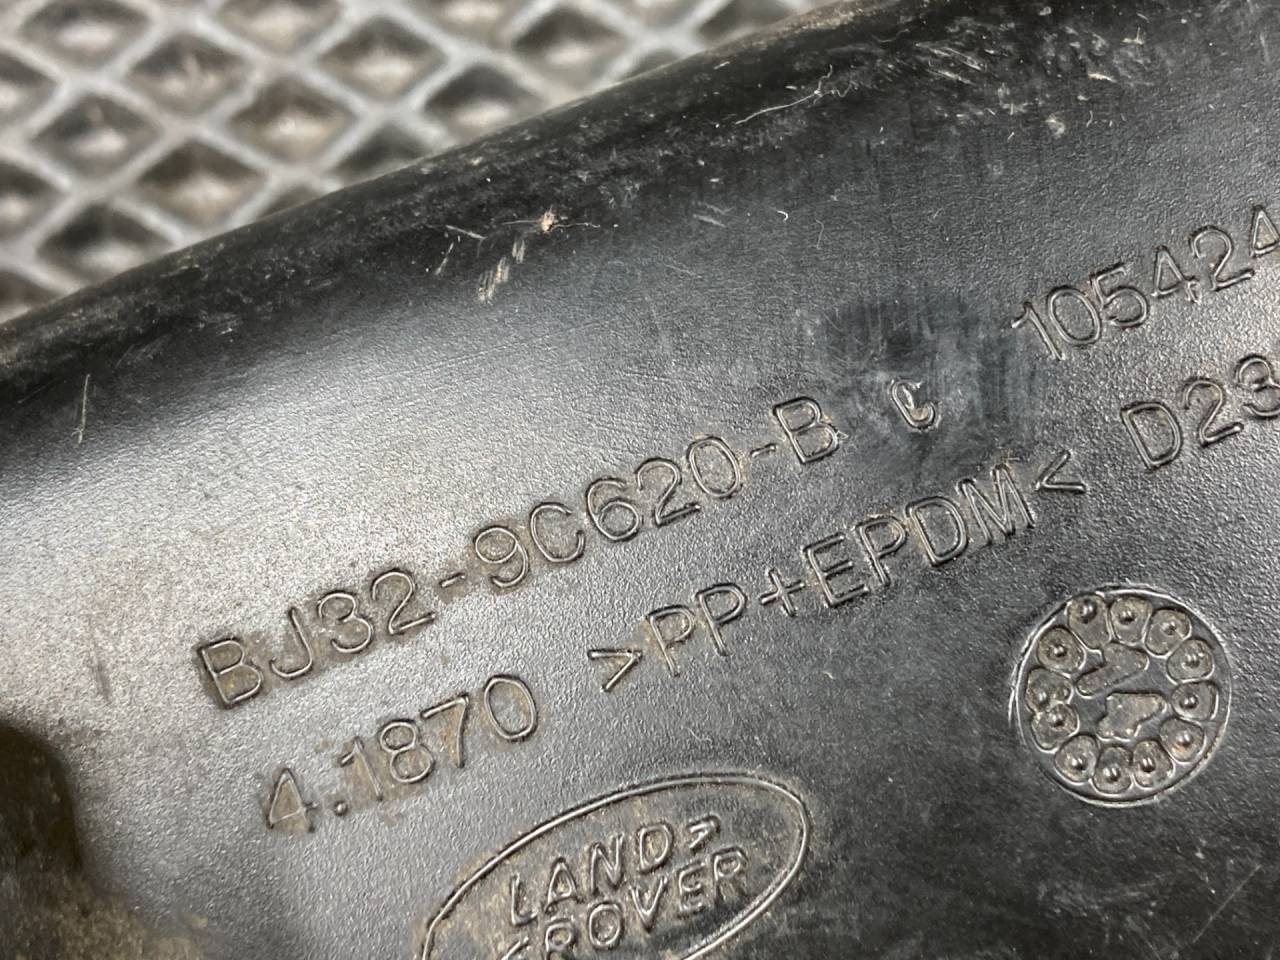 BJ32-9C620-B C 105424
4.1870 >PP+EPDM< D23
LAND
ROVER